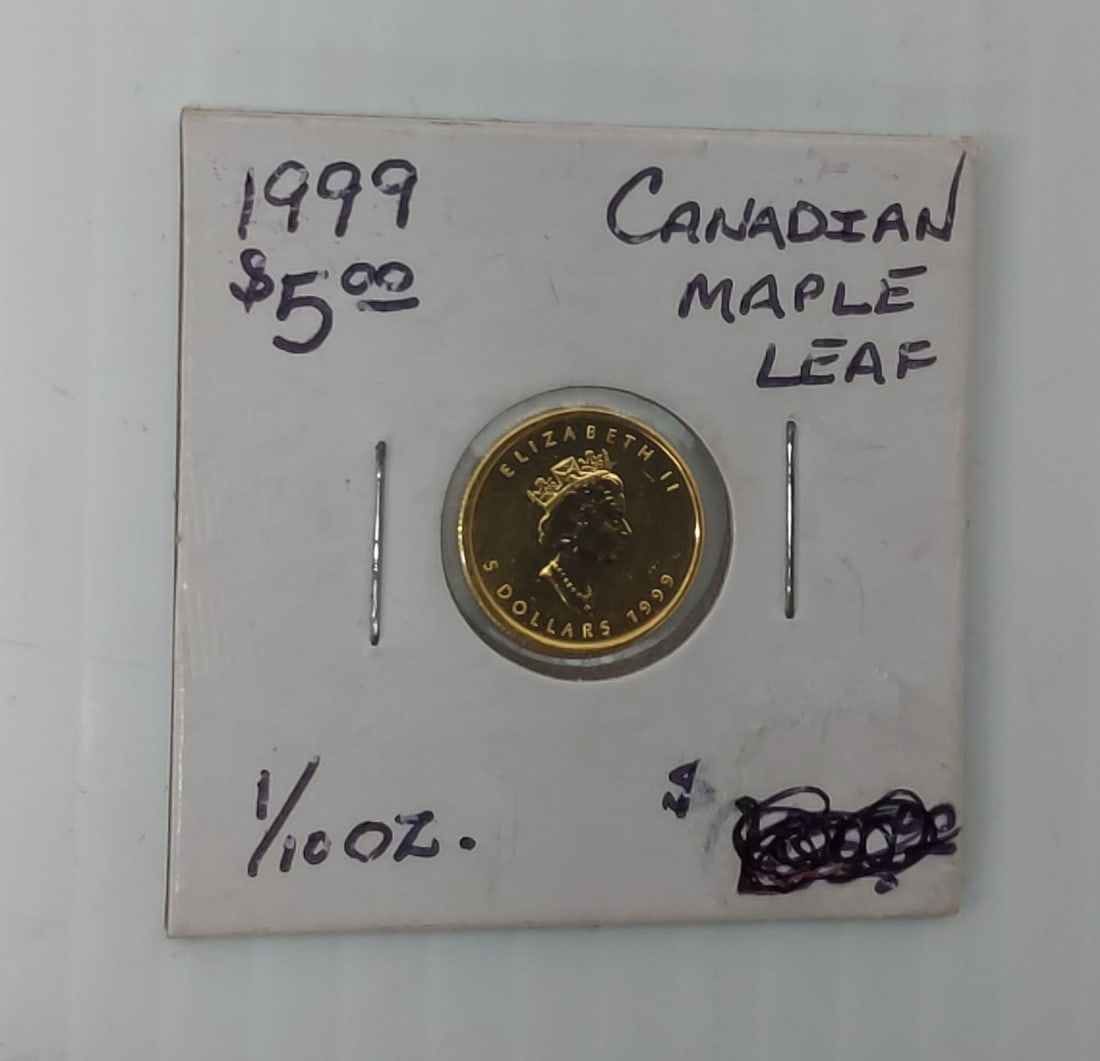 1999
$5.00
CANADIAN
MAPLE
LEAF
ELIZABETH II
5 DOLLARS 1999
1/10 OZ.
$